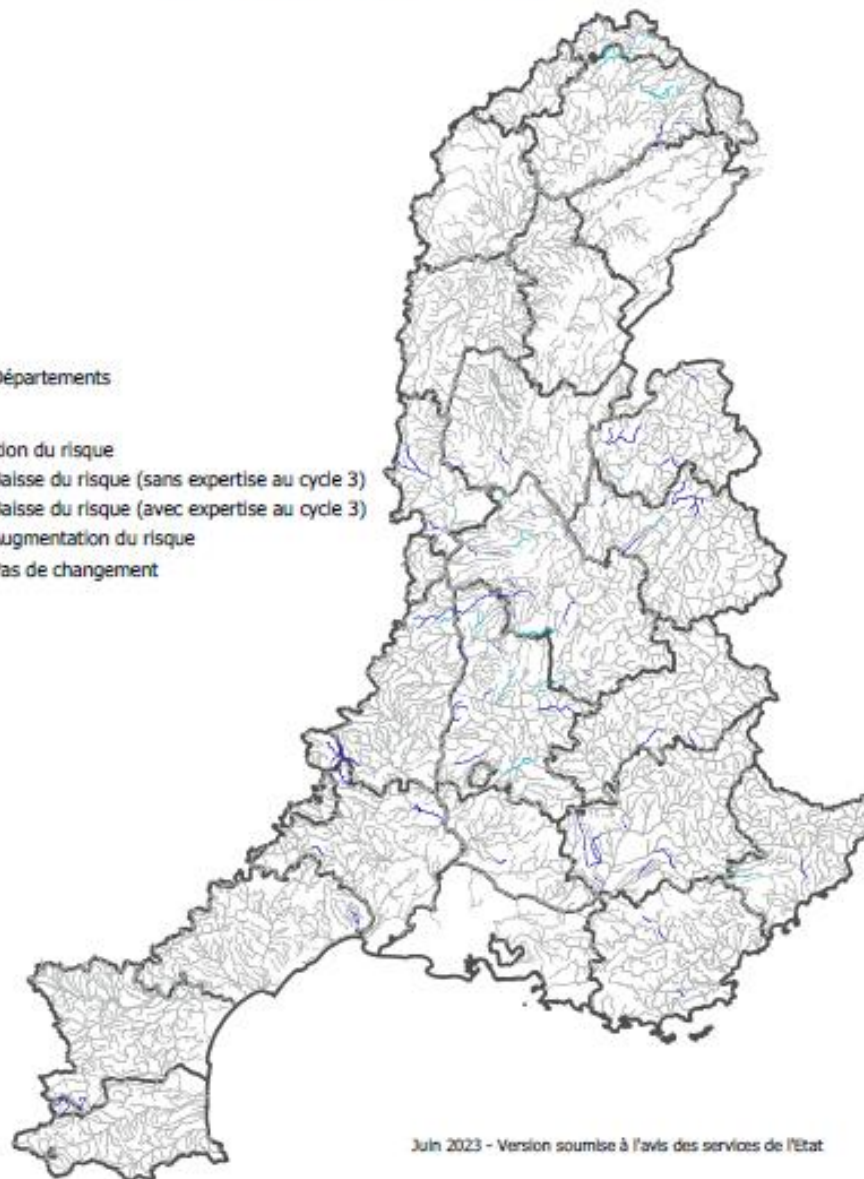 Départements
tion du risque
aisse du risque (sans expertise au cycle 3)
aisse du risque (avec expertise au cycle 3)
ugmentation du risque
as de changement
Juin 2023 - Version soumise à l'avis des services de l'Etat